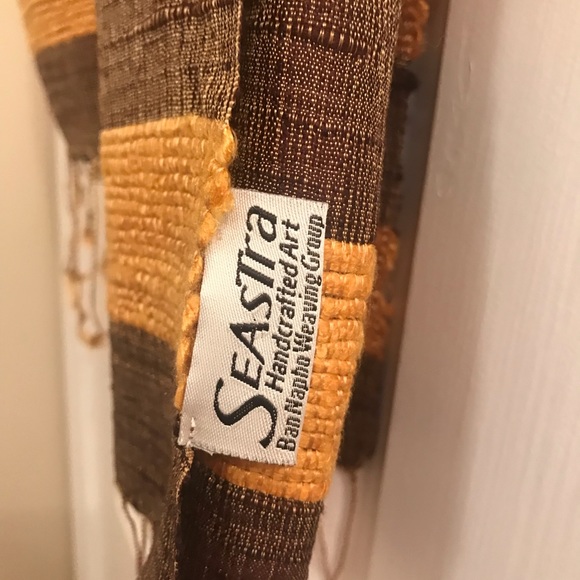 SEAsTra
Handcrafted Art
Ban Napho Weaving Group